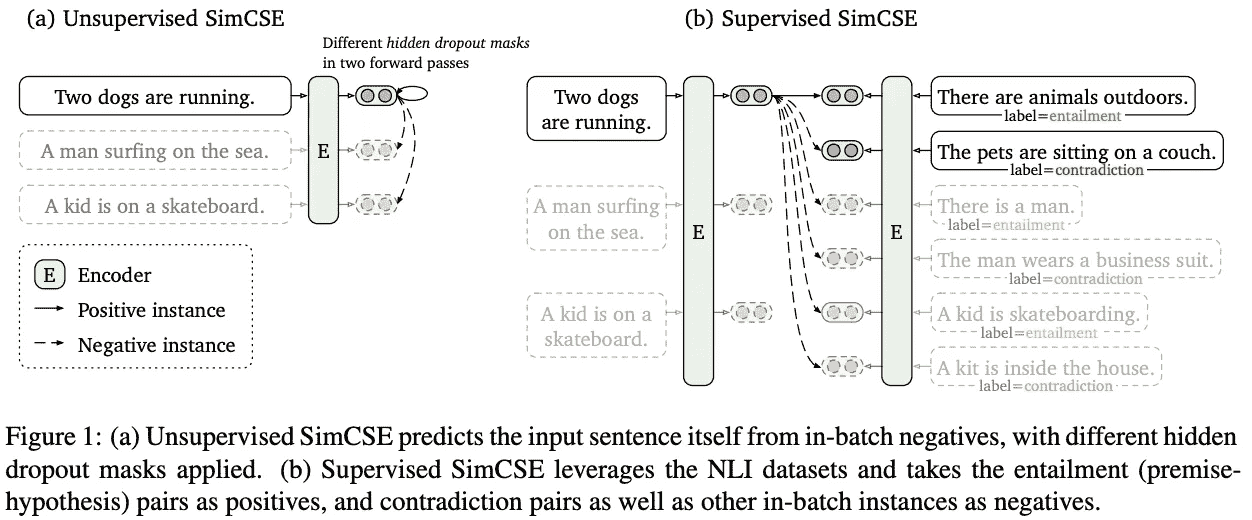 (a) Unsupervised SimCSE
Different hidden dropout masks
in two forward passes
Two dogs are running.
A man surfing on the sea.
A kid is on a skateboard.
E
E Encoder
Positive instance
Negative instance
(b) Supervised SimCSE
Two dogs
are running.
A man surfing
on the sea.
A kid is on a
skateboard.
E
E
There are animals outdoors.
label=entailment
The pets are sitting on a couch.
label=contradiction
There is a man.
label=entailment
The man wears a business suit.
label=contradiction
A kid is skateboarding.
label=entailment
A kit is inside the house.
label=contradiction
Figure 1: (a) Unsupervised SimCSE predicts the input sentence itself from in-batch negatives, with different hidden
dropout masks applied. (b) Supervised SimCSE leverages the NLI datasets and takes the entailment (premise-
hypothesis) pairs as positives, and contradiction pairs as well as other in-batch instances as negatives.